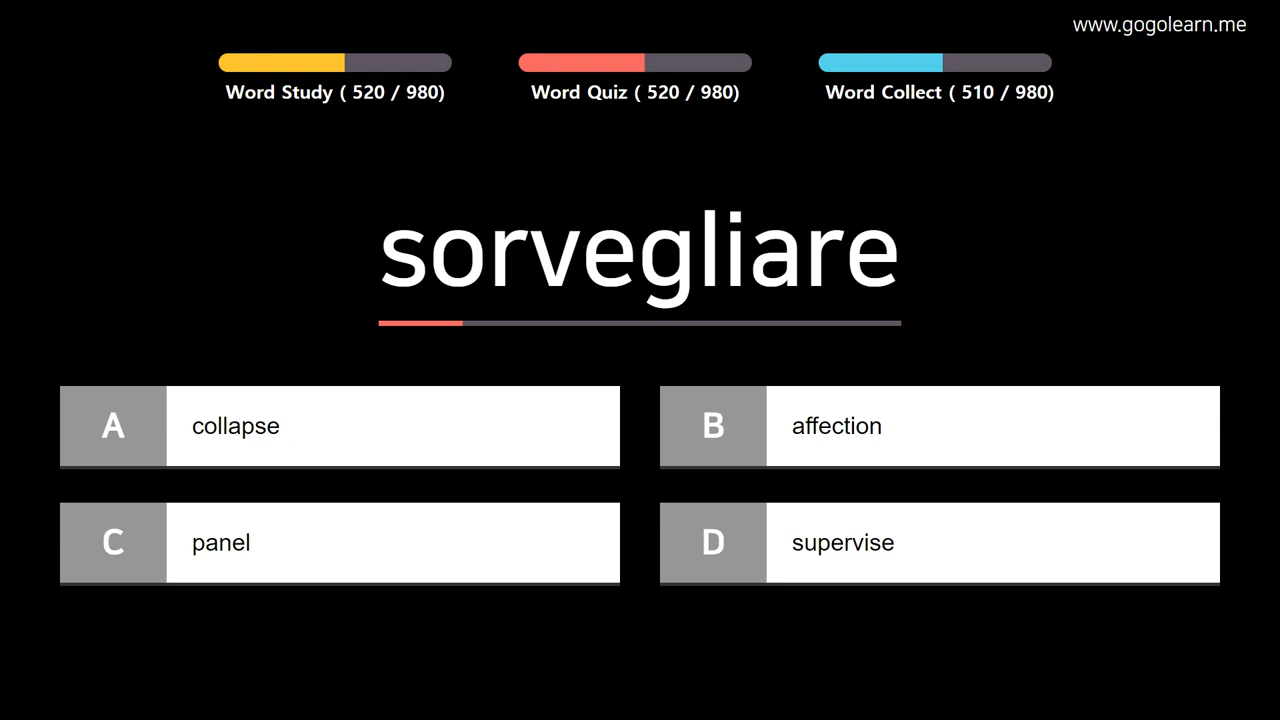 www.gogolearn.me
Word Study ( 520 / 980)
Word Quiz ( 520 / 980)
Word Collect ( 510 / 980)
sorvegliare
A collapse
B affection
C panel
D supervise